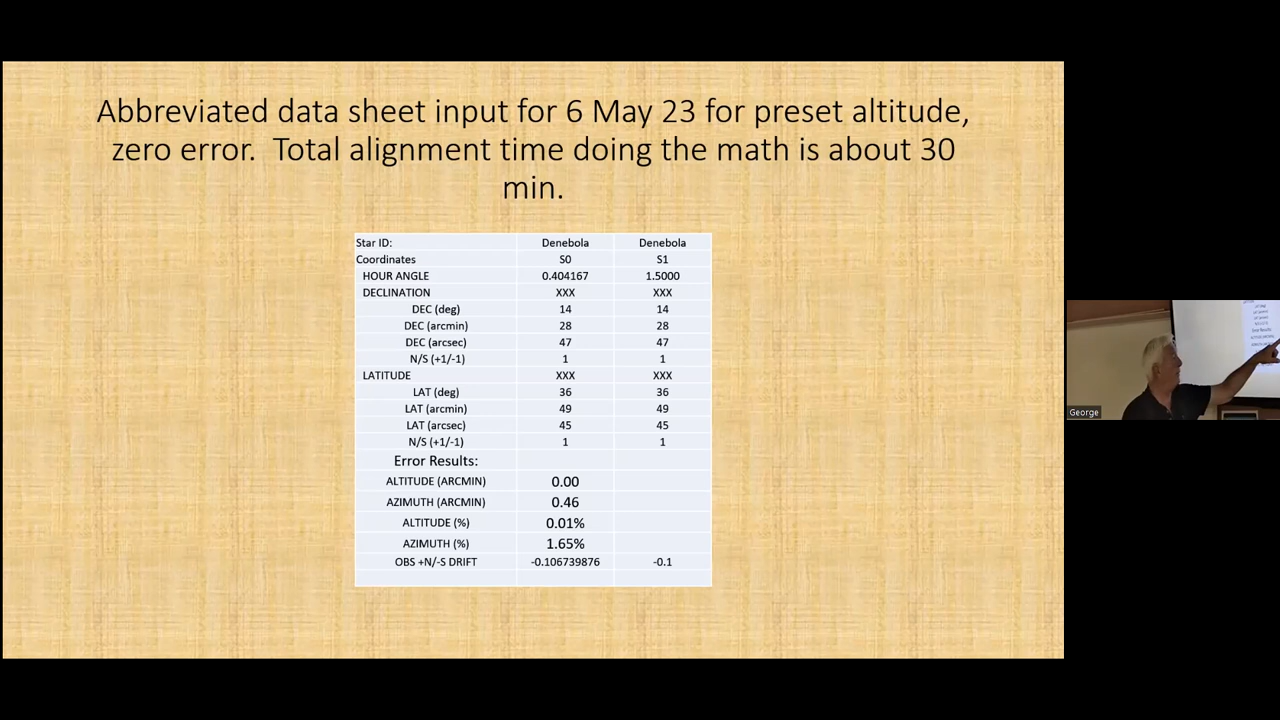 Abbreviated data sheet input for 6 May 23 for preset altitude,
zero error.  Total alignment time doing the math is about 30
min.
Star ID: Denebola Denebola
Coordinates S0 S1
HOUR ANGLE 0.404167 1.5000
DECLINATION XXX XXX
DEC (deg) 14 14
DEC (arcmin) 28 28
DEC (arcsec) 47 47
N/S (+1/-1) 1 1
LATITUDE XXX XXX
LAT (deg) 36 36
LAT (arcmin) 49 49
LAT (arcsec) 45 45
N/S (+1/-1) 1 1
Error Results:
ALTITUDE (ARCMIN) 0.00
AZIMUTH (ARCMIN) 0.46
ALTITUDE (%) 0.01%
AZIMUTH (%) 1.65%
OBS +N/-S DRIFT -0.106739876 -0.1
George